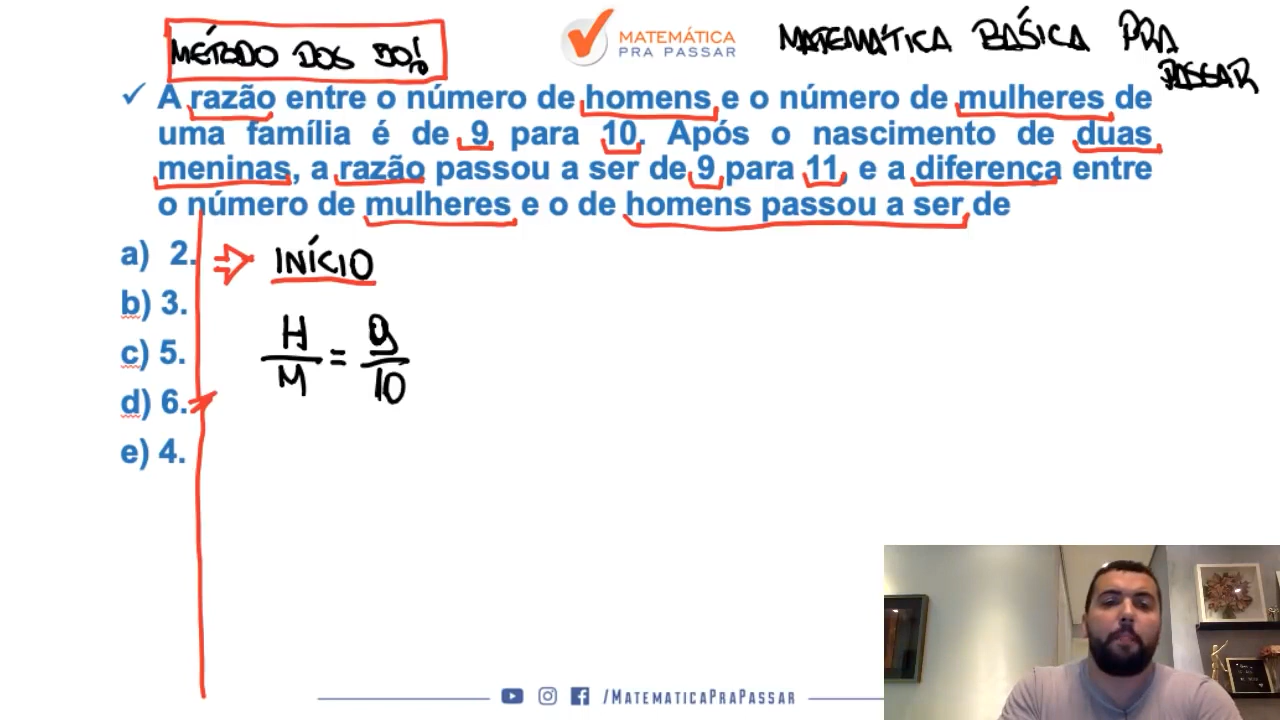 MÉTODO DOS 50!
MATEMÁTICA
PRA PASSAR
MATEMÁTICA BÁSICA PRA
PASSAR
✓ A razão entre o número de homens e o número de mulheres de
uma família é de 9 para 10. Após o nascimento de duas
meninas, a razão passou a ser de 9 para 11, e a diferença entre
o número de mulheres e o de homens passou a ser de
a) 2.
b) 3.
c) 5.
d) 6.
e) 4.
⇒ INÍCIO
H/M = 9/10
/MATEMATICAPRAPASSAR